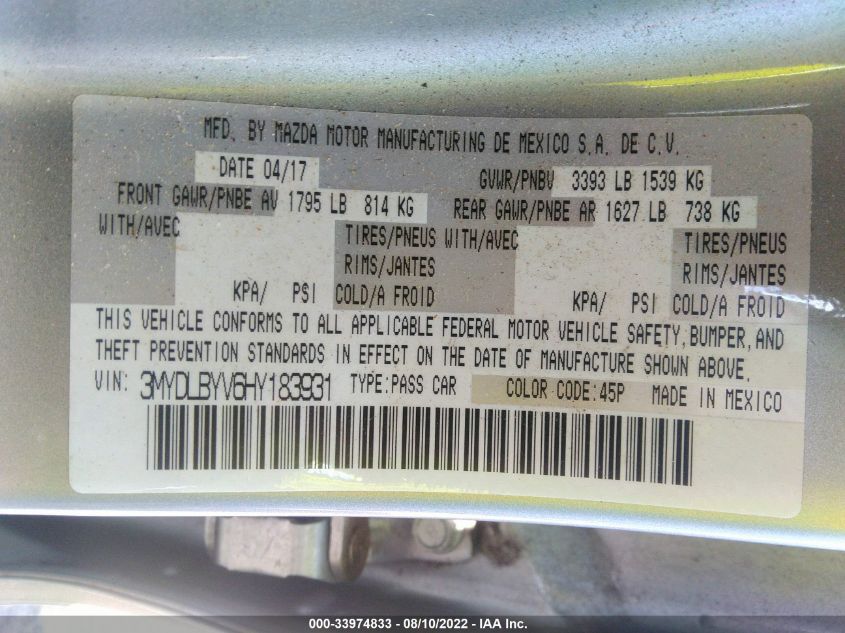 MFD. BY MAZDA MOTOR MANUFACTURING DE MEXICO S.A. DE C.V.
DATE 04/17 GVWR/PNBV 3393 LB 1539 KG
FRONT GAWR/PNBE AV 1795 LB 814 KG REAR GAWR/PNBE AR 1627 LB 738 KG
WITH/AVEC TIRES/PNEUS WITH/AVEC TIRES/PNEUS
RIMS/JANTES RIMS/JANTES
KPA/ PSI COLD/A FROID KPA/ PSI COLD/A FROID
THIS VEHICLE CONFORMS TO ALL APPLICABLE FEDERAL MOTOR VEHICLE SAFETY, BUMPER, AND
THEFT PREVENTION STANDARDS IN EFFECT ON THE DATE OF MANUFACTURE SHOWN ABOVE.
VIN: 3MYDLBYV6HY183931 TYPE:PASS CAR COLOR CODE:45P MADE IN MEXICO
000-33974833 - 08/10/2022 - IAA Inc.